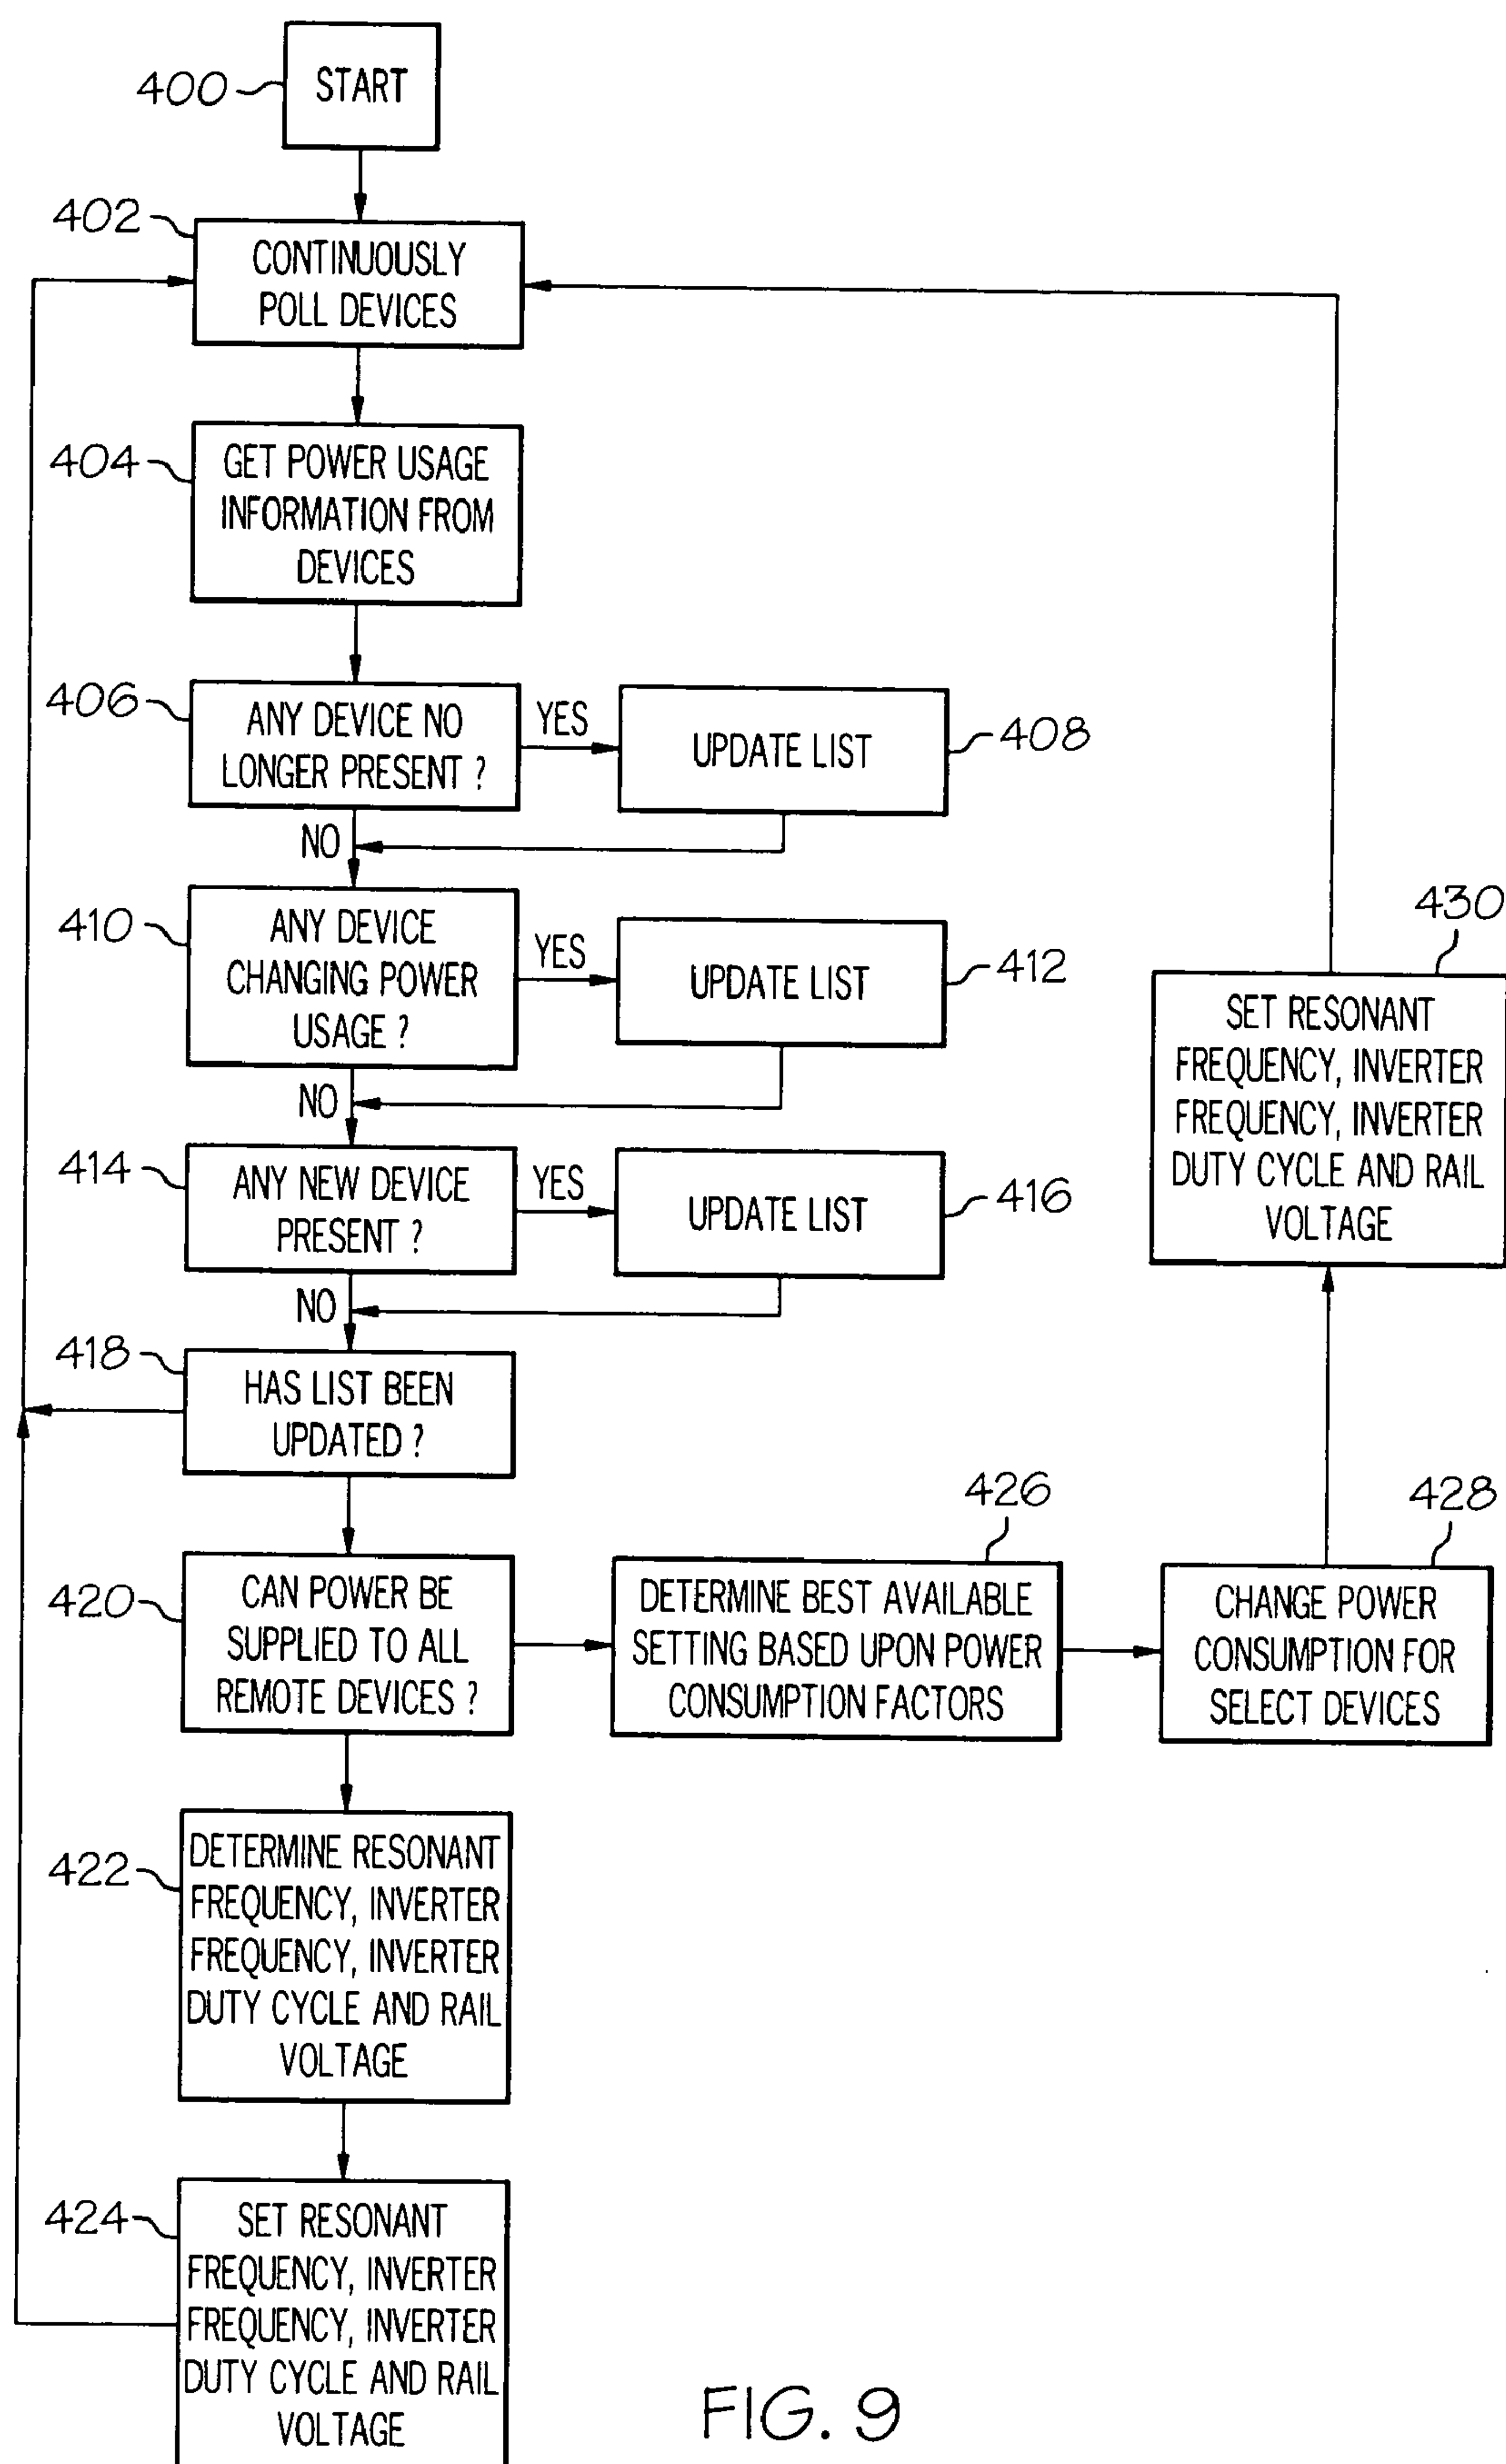 400
START
402
CONTINUOUSLY
POLL DEVICES
404
GET POWER USAGE
INFORMATION FROM
DEVICES
406
ANY DEVICE NO
LONGER PRESENT ?
YES
UPDATE LIST
408
NO
410
ANY DEVICE
CHANGING POWER
USAGE ?
YES
UPDATE LIST
412
NO
414
ANY NEW DEVICE
PRESENT ?
YES
UPDATE LIST
416
NO
418
HAS LIST BEEN
UPDATED ?
420
CAN POWER BE
SUPPLIED TO ALL
REMOTE DEVICES ?
426
DETERMINE BEST AVAILABLE
SETTING BASED UPON POWER
CONSUMPTION FACTORS
428
CHANGE POWER
CONSUMPTION FOR
SELECT DEVICES
430
SET RESONANT
FREQUENCY, INVERTER
FREQUENCY, INVERTER
DUTY CYCLE AND RAIL
VOLTAGE
422
DETERMINE RESONANT
FREQUENCY, INVERTER
FREQUENCY, INVERTER
DUTY CYCLE AND RAIL
VOLTAGE
424
SET RESONANT
FREQUENCY, INVERTER
FREQUENCY, INVERTER
DUTY CYCLE AND RAIL
VOLTAGE
FIG. 9